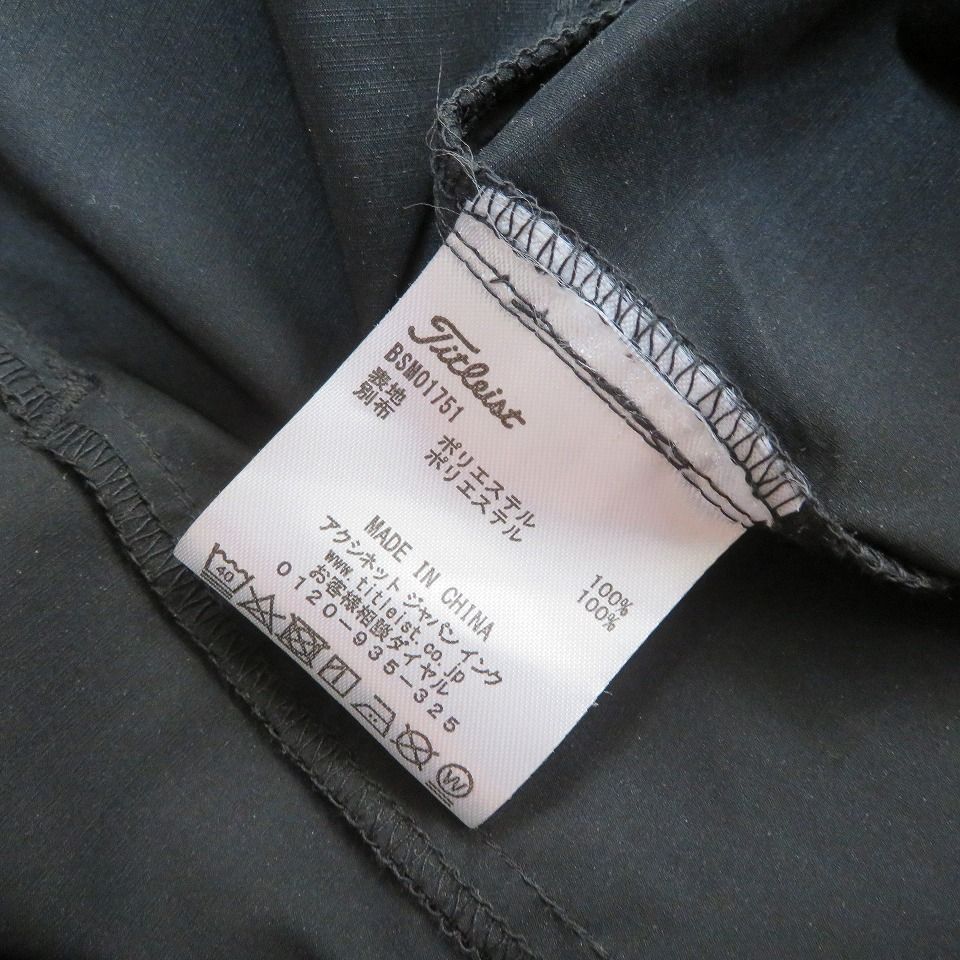 Titleist
BSM01751
表地 ポリエステル 100%
別布 ポリエステル 100%
MADE IN CHINA
アクシネット ジャパン インク
www.titleist.co.jp
お客様相談ダイヤル
0120-935-325
40
W